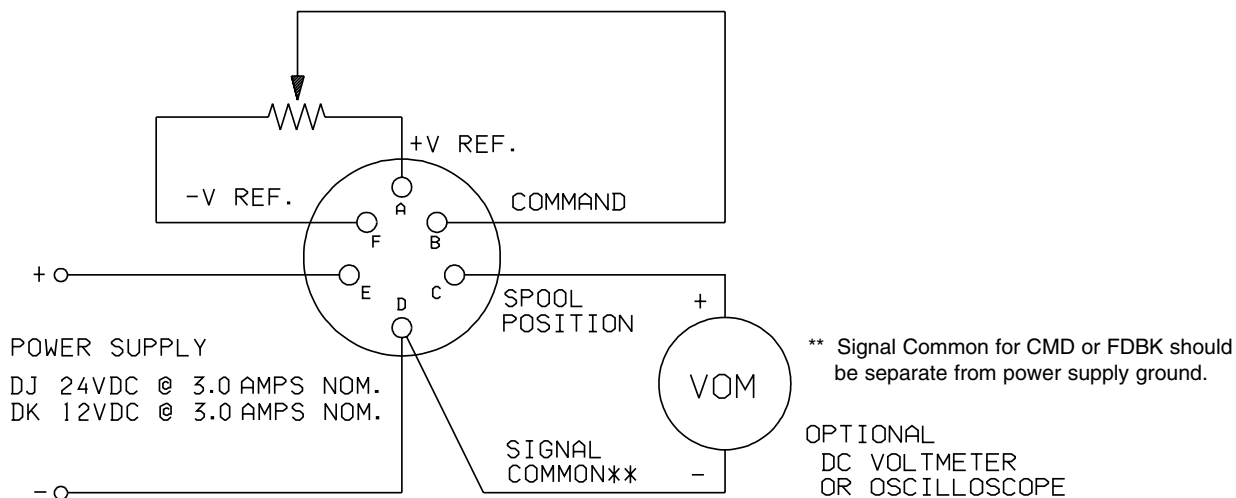 +V REF.
-V REF.
COMMAND
A
F
B
E
C
D
+
SPOOL
POSITION
+
POWER SUPPLY
DJ 24VDC @ 3.0 AMPS NOM.
DK 12VDC @ 3.0 AMPS NOM.
VOM
** Signal Common for CMD or FDBK should
be separate from power supply ground.
SIGNAL
COMMON**
-
OPTIONAL
DC VOLTMETER
OR OSCILLOSCOPE
-